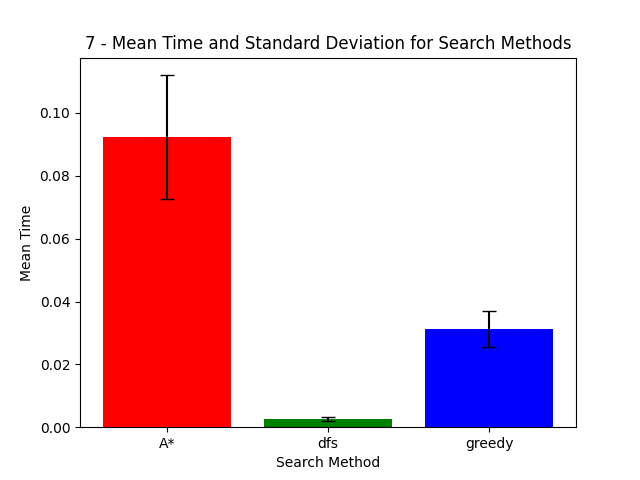 7 - Mean Time and Standard Deviation for Search Methods
0.10
0.08
0.06
0.04
0.02
0.00
Mean Time
A* dfs greedy
Search Method